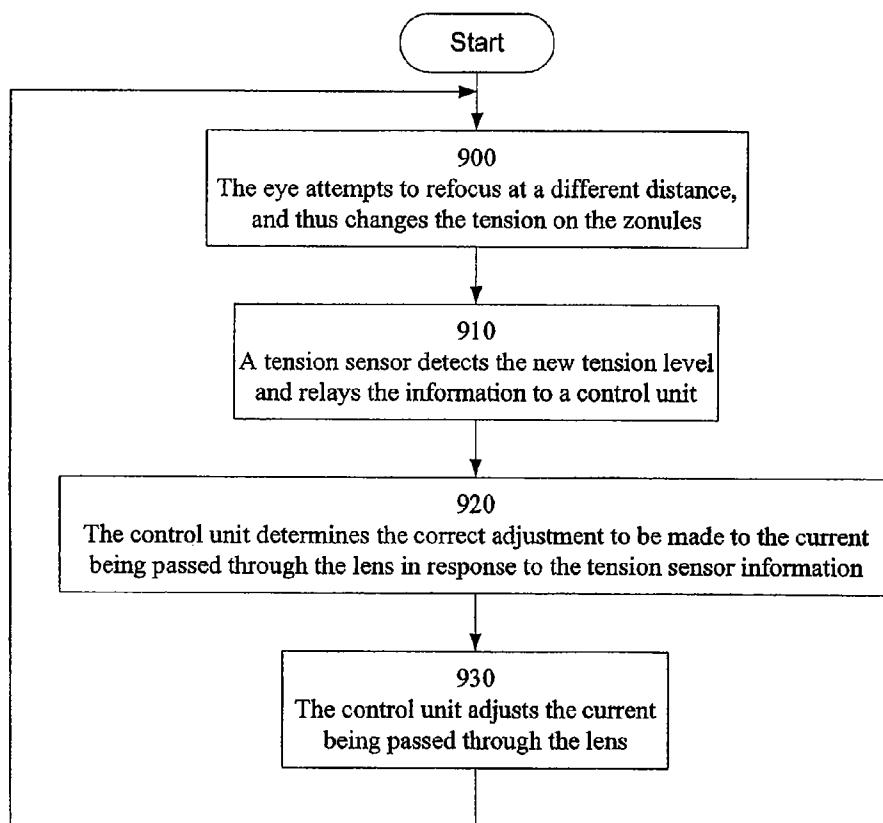 Start
900
The eye attempts to refocus at a different distance,
and thus changes the tension on the zonules
910
A tension sensor detects the new tension level
and relays the information to a control unit
920
The control unit determines the correct adjustment to be made to the current
being passed through the lens in response to the tension sensor information
930
The control unit adjusts the current
being passed through the lens